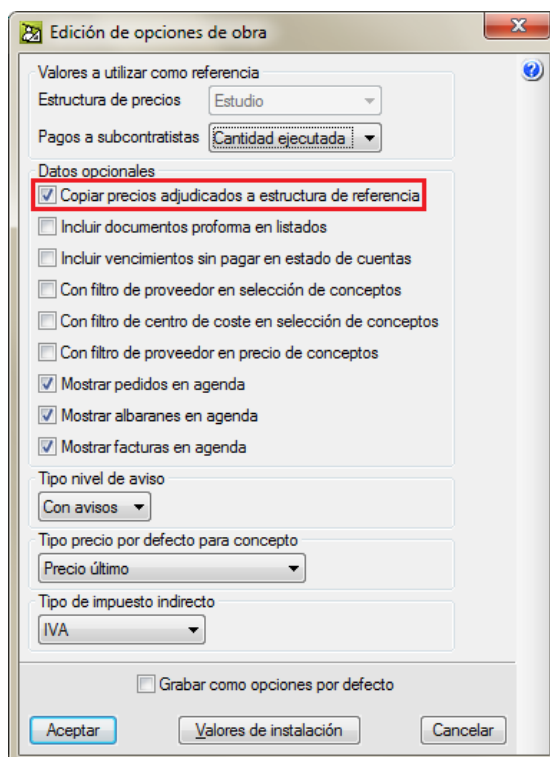 Edición de opciones de obra
Valores a utilizar como referencia
Estructura de precios Estudio
Pagos a subcontratistas Cantidad ejecutada
Datos opcionales
Copiar precios adjudicados a estructura de referencia
Incluir documentos proforma en listados
Incluir vencimientos sin pagar en estado de cuentas
Con filtro de proveedor en selección de conceptos
Con filtro de centro de coste en selección de conceptos
Con filtro de proveedor en precio de conceptos
Mostrar pedidos en agenda
Mostrar albaranes en agenda
Mostrar facturas en agenda
Tipo nivel de aviso
Con avisos
Tipo precio por defecto para concepto
Precio último
Tipo de impuesto indirecto
IVA
Grabar como opciones por defecto
Aceptar Valores de instalación Cancelar